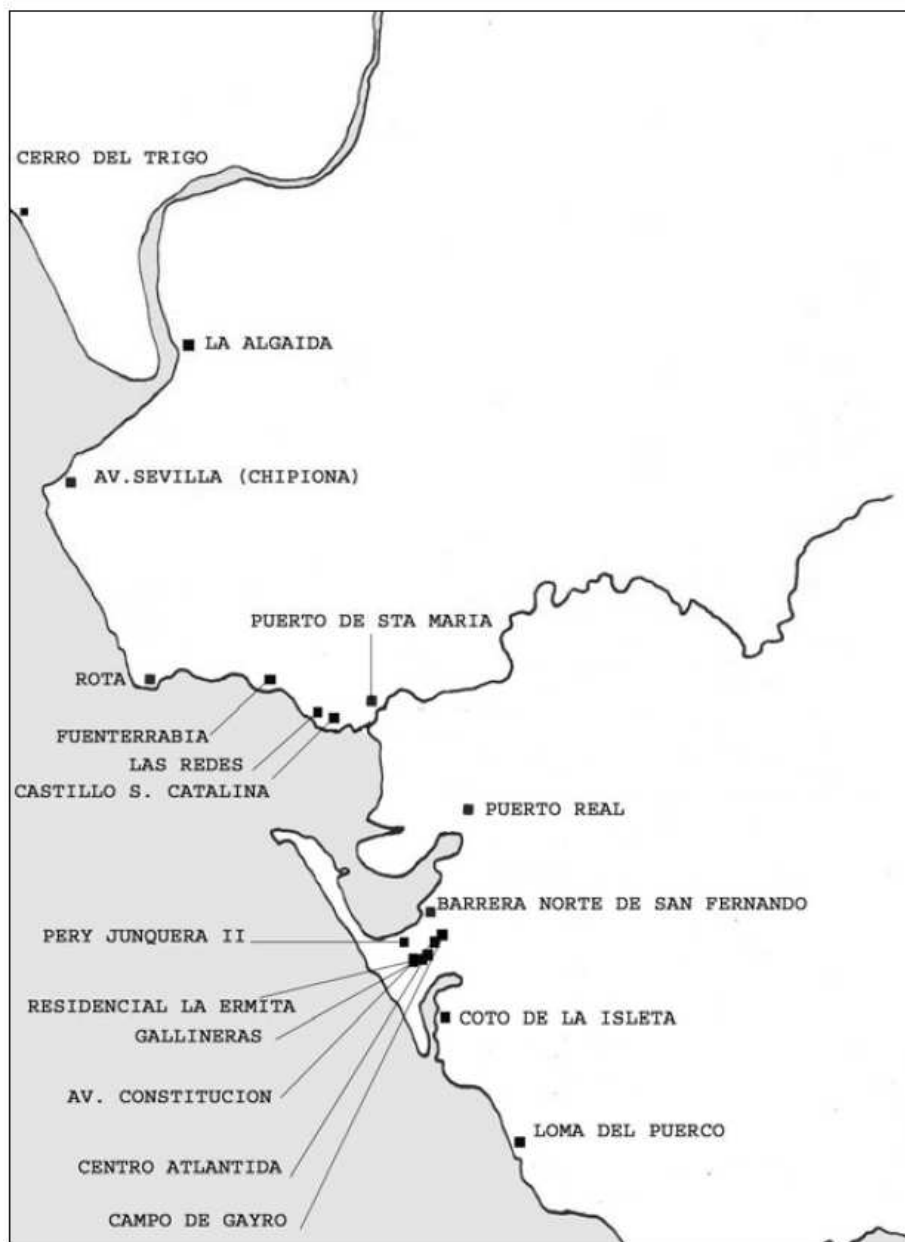 CERRO DEL TRIGO
LA ALGAIDA
AV.SEVILLA (CHIPIONA)
PUERTO DE STA MARIA
ROTA
FUENTERRABIA
LAS REDES
CASTILLO S. CATALINA
PUERTO REAL
BARRERA NORTE DE SAN FERNANDO
PERY JUNQUERA II
RESIDENCIAL LA ERMITA
COTO DE LA ISLETA
GALLINERAS
AV. CONSTITUCION
LOMA DEL PUERCO
CENTRO ATLANTIDA
CAMPO DE GAYRO